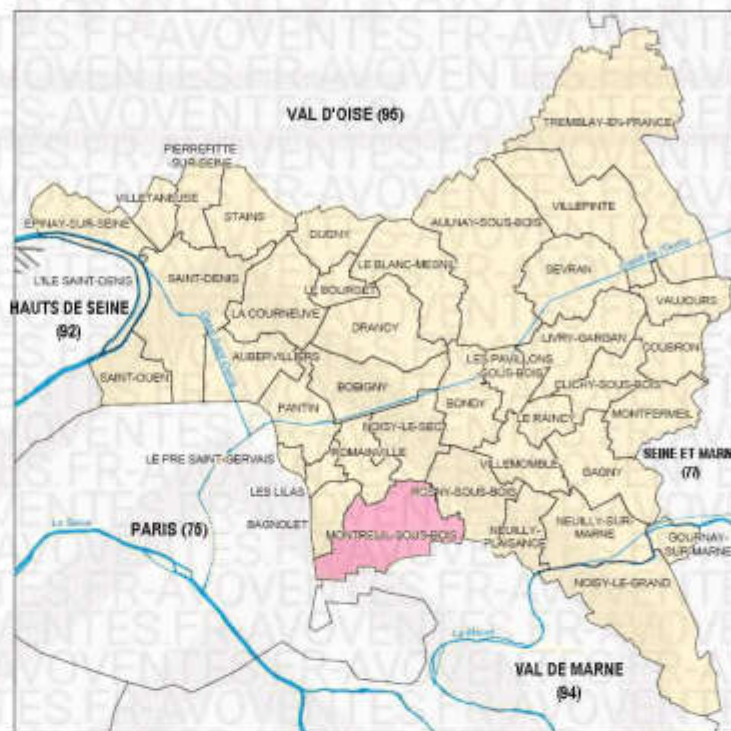 VAL D'OISE (95)
TREMBLAY-EN-FRANCE
PIERREFITTE
-SUR-SEINE
VILLETANEUSE
VILLEPINTE
EPINAY-SUR-SEINE
STAINS
AULNAY-SOUS-BOIS
DUGNY
LE BLANC-MESNIL
SEVRAN
L'ILE SAINT-DENIS
SAINT-DENIS
LE BOURGET
HAUTS DE SEINE
(92)
LA COURNEUVE
DRANCY
VAUJOURS
LIVRY-GARGAN
COUBRON
AUBERVILLIERS
LES PAVILLONS
-SOUS-BOIS
SAINT-OUEN
BOBIGNY
CLICHY-SOUS-BOIS
PANTIN
BONDY
LE RAINCY
MONTFERMEIL
NOISY-LE-SEC
ROMAINVILLE
LE PRE SAINT-GERVAIS
VILLEMOMBLE
GAGNY
SEINE ET MARN
(77)
LES LILAS
ROSNY-SOUS-BOIS
La Seine
PARIS (75)
BAGNOLET
MONTREUIL-SOUS-BOIS
NEUILLY-
PLAISANCE
NEUILLY-SUR-
MARNE
GOURNAY-
SUR-MARNE
NOISY-LE-GRAND
La Marne
VAL DE MARNE
(94)